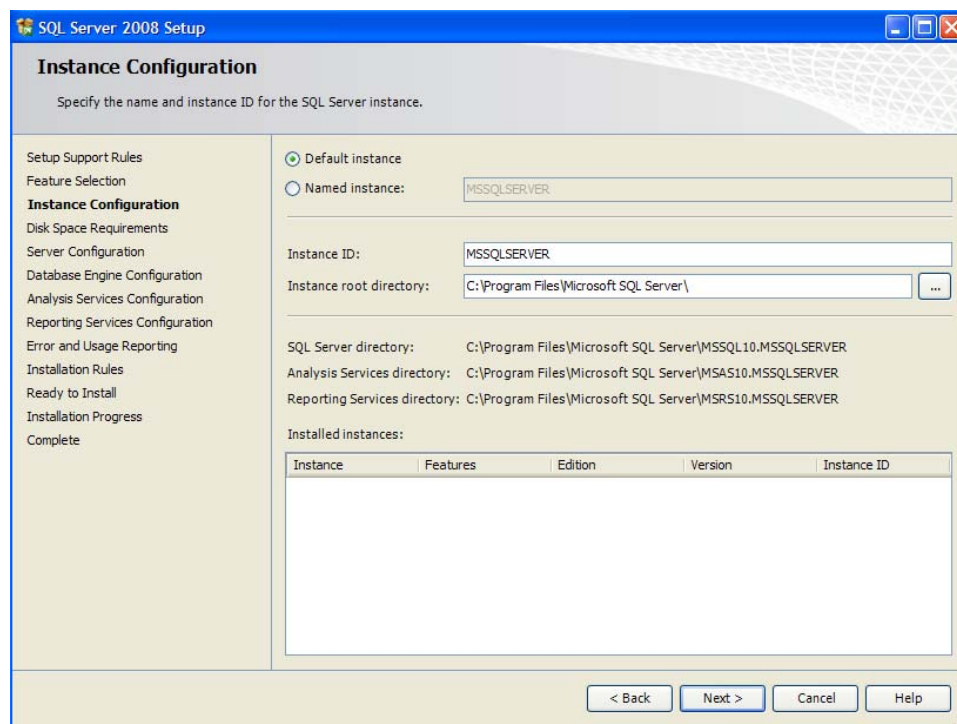 SQL Server 2008 Setup
Instance Configuration
Specify the name and instance ID for the SQL Server instance.
Setup Support Rules
Feature Selection
Instance Configuration
Disk Space Requirements
Server Configuration
Database Engine Configuration
Analysis Services Configuration
Reporting Services Configuration
Error and Usage Reporting
Installation Rules
Ready to Install
Installation Progress
Complete
Default instance
Named instance: MSSQLSERVER
Instance ID: MSSQLSERVER
Instance root directory: C:\Program Files\Microsoft SQL Server\ ...
SQL Server directory: C:\Program Files\Microsoft SQL Server\MSSQL10.MSSQLSERVER
Analysis Services directory: C:\Program Files\Microsoft SQL Server\MSAS10.MSSQLSERVER
Reporting Services directory: C:\Program Files\Microsoft SQL Server\MSRS10.MSSQLSERVER
Installed instances:
Instance Features Edition Version Instance ID
< Back Next > Cancel Help